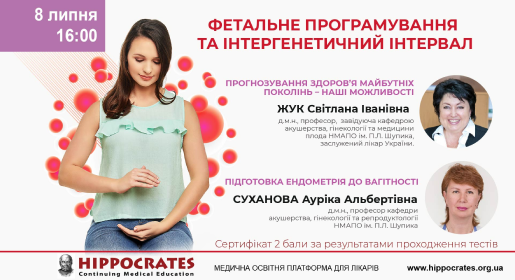 8 липня
16:00
ФЕТАЛЬНЕ ПРОГРАМУВАННЯ
ТА ІНТЕРГЕНЕТИЧНИЙ ІНТЕРВАЛ
ПРОГНОЗУВАННЯ ЗДОРОВ'Я МАЙБУТНІХ
ПОКОЛІНЬ – НАШІ МОЖЛИВОСТІ
ЖУК Світлана Іванівна
д.м.н., професор, завідуюча кафедрою
акушерства, гінекології та медицини
плода НМАПО ім. П.Л. Шупика,
заслужений лікар України.
ПІДГОТОВКА ЕНДОМЕТРІЯ ДО ВАГІТНОСТІ
СУХАНОВА Ауріка Альбертівна
д.м.н., професор кафедри
акушерства, гінекології та репродуктології
НМАПО ім. П.Л. Шупика
Сертифікат 2 бали за результатами проходження тестів
HIPPOCRATES
Continuing Medical Education
МЕДИЧНА ОСВІТНЯ ПЛАТФОРМА ДЛЯ ЛІКАРІВ
www.hippocrates.org.ua